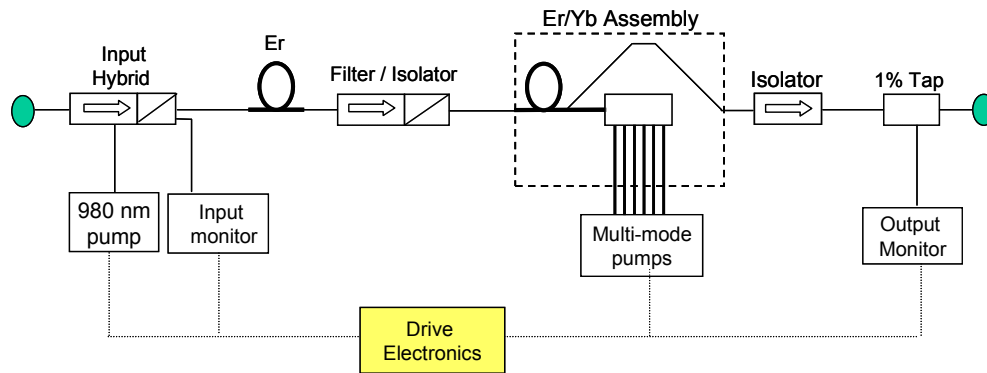 Er/Yb Assembly
Input
Hybrid
Er
Filter / Isolator
Isolator
1% Tap
980 nm
pump
Input
monitor
Multi-mode
pumps
Output
Monitor
Drive
Electronics